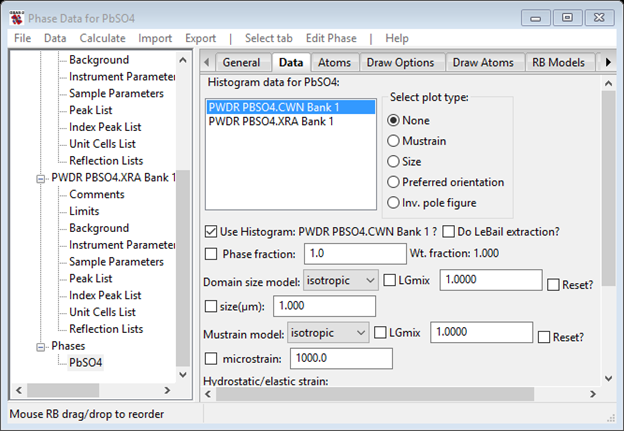 Phase Data for PbSO4
File Data Calculate Import Export | Select tab Edit Phase | Help
Background
Instrument Parameter
Sample Parameters
Peak List
Index Peak List
Unit Cells List
Reflection Lists
PWDR PBSO4.XRA Bank 1
Comments
Limits
Background
Instrument Parameter
Sample Parameters
Peak List
Index Peak List
Unit Cells List
Reflection Lists
Phases
PbSO4
General Data Atoms Draw Options Draw Atoms RB Models
Histogram data for PbSO4:
PWDR PBSO4.CWN Bank 1
PWDR PBSO4.XRA Bank 1
Select plot type:
None
Mustrain
Size
Preferred orientation
Inv. pole figure
Use Histogram: PWDR PBSO4.CWN Bank 1 ? Do LeBail extraction?
Phase fraction: 1.0 Wt. fraction: 1.000
Domain size model: isotropic LGmix 1.0000 Reset?
size(µm): 1.000
Mustrain model: isotropic LGmix 1.0000 Reset?
microstrain: 1000.0
Hydrostatic/elastic strain:
Mouse RB drag/drop to reorder